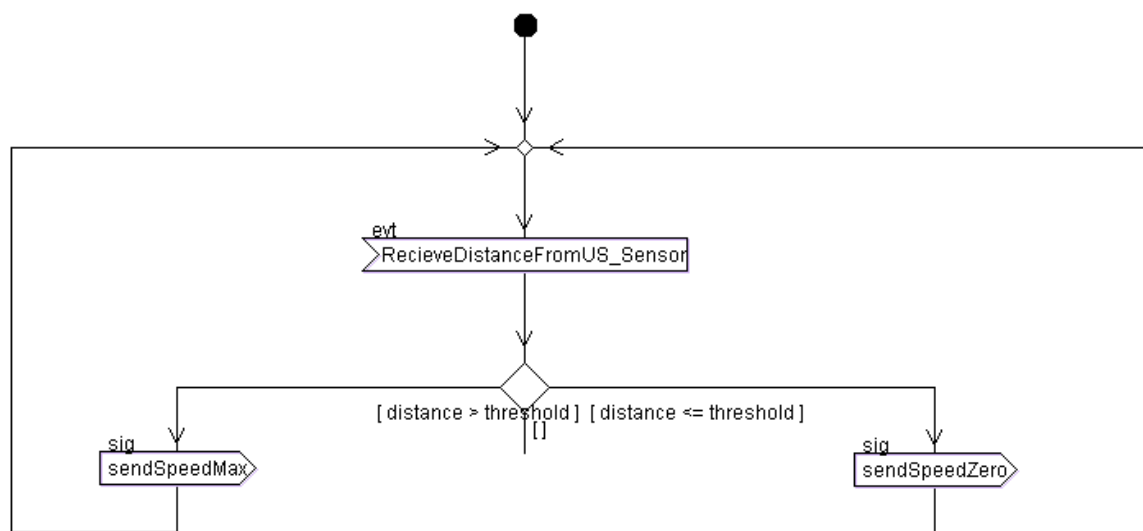 evt
RecieveDistanceFromUS_Sensor
[ distance > threshold ] [ distance <= threshold ]
[ ]
sig
sendSpeedMax
sig
sendSpeedZero